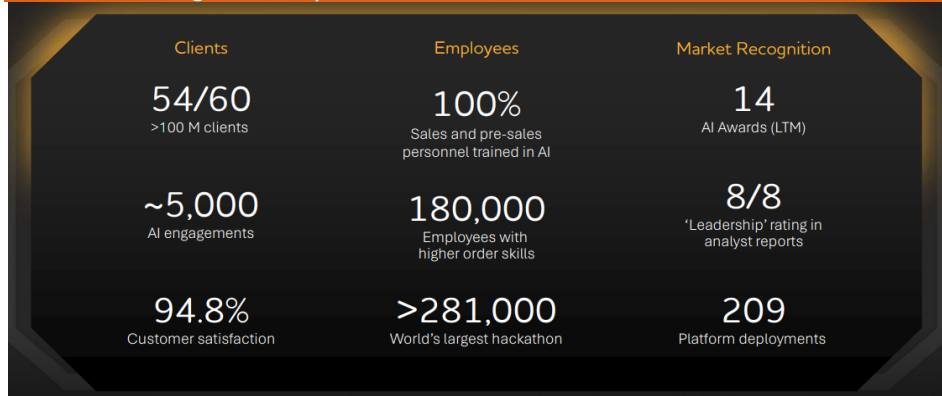 Clients
54/60
>100 M clients
~5,000
AI engagements
94.8%
Customer satisfaction
Employees
100%
Sales and pre-sales
personnel trained in AI
180,000
Employees with
higher order skills
>281,000
World's largest hackathon
Market Recognition
14
AI Awards (LTM)
8/8
'Leadership' rating in
analyst reports
209
Platform deployments